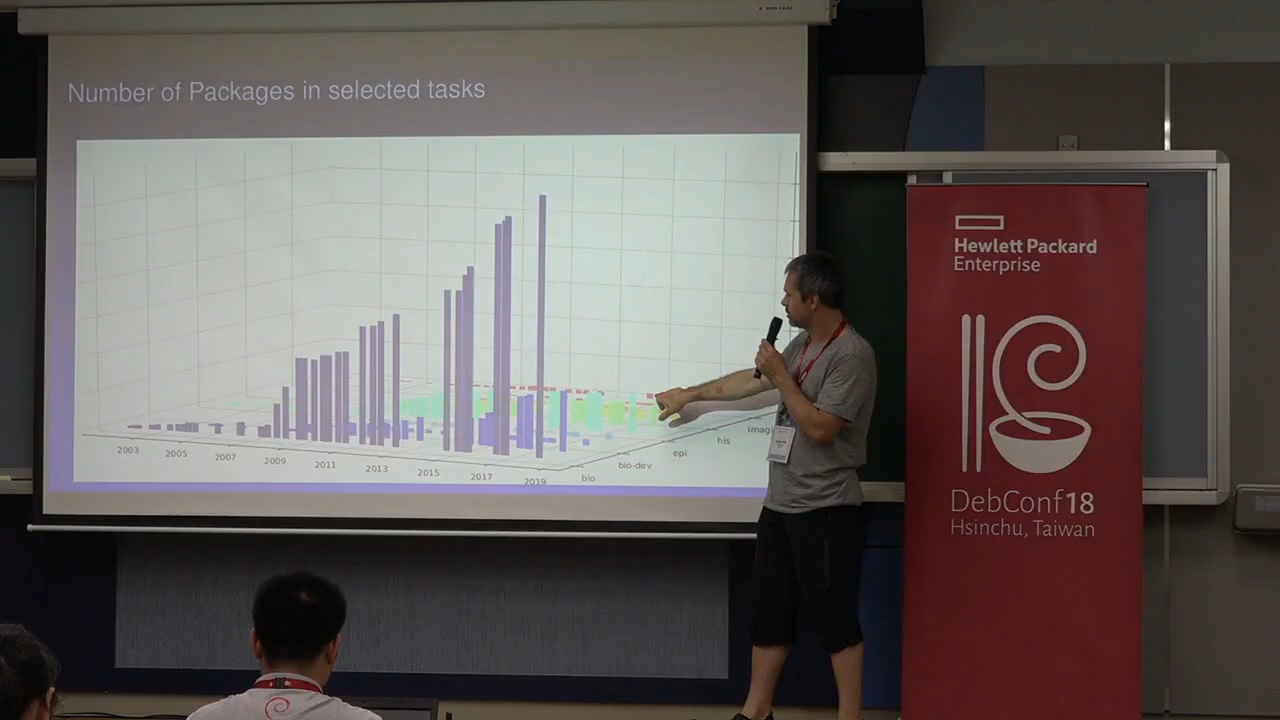 Number of Packages in selected tasks
2003
2005
2007
2009
2011
2013
2015
2017
2019
bio
bio-dev
epi
his
Hewlett Packard
Enterprise
DebConf18
Hsinchu, Taiwan